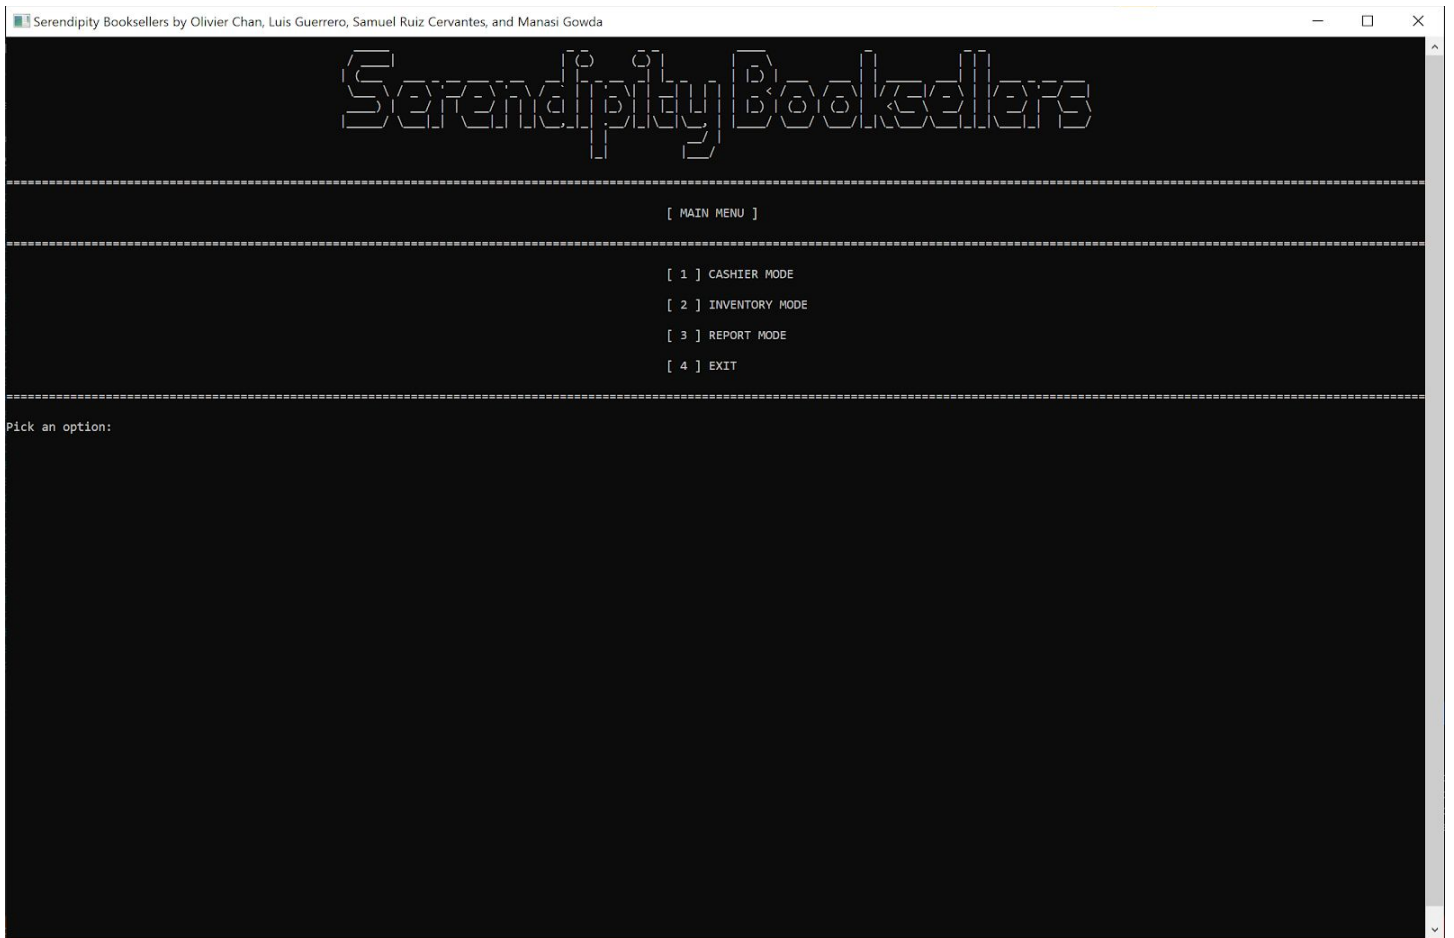 Serendipity Booksellers by Olivier Chan, Luis Guerrero, Samuel Ruiz Cervantes, and Manasi Gowda
Serendipity Booksellers
[ MAIN MENU ]
[ 1 ] CASHIER MODE
[ 2 ] INVENTORY MODE
[ 3 ] REPORT MODE
[ 4 ] EXIT
Pick an option: